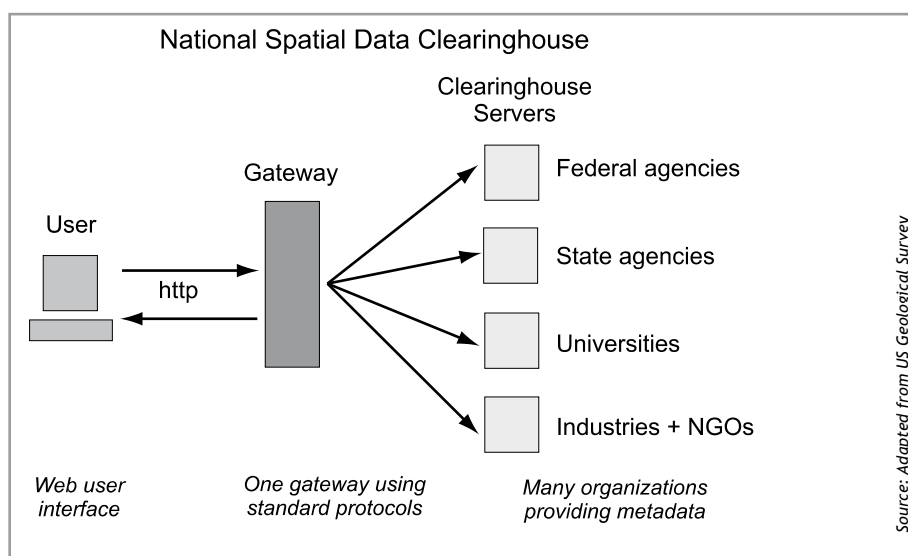 National Spatial Data Clearinghouse
Clearinghouse
Servers
Gateway
User
http
Federal agencies
State agencies
Universities
Industries + NGOs
Web user
interface
One gateway using
standard protocols
Many organizations
providing metadata
Source: Adapted from US Geological Survey